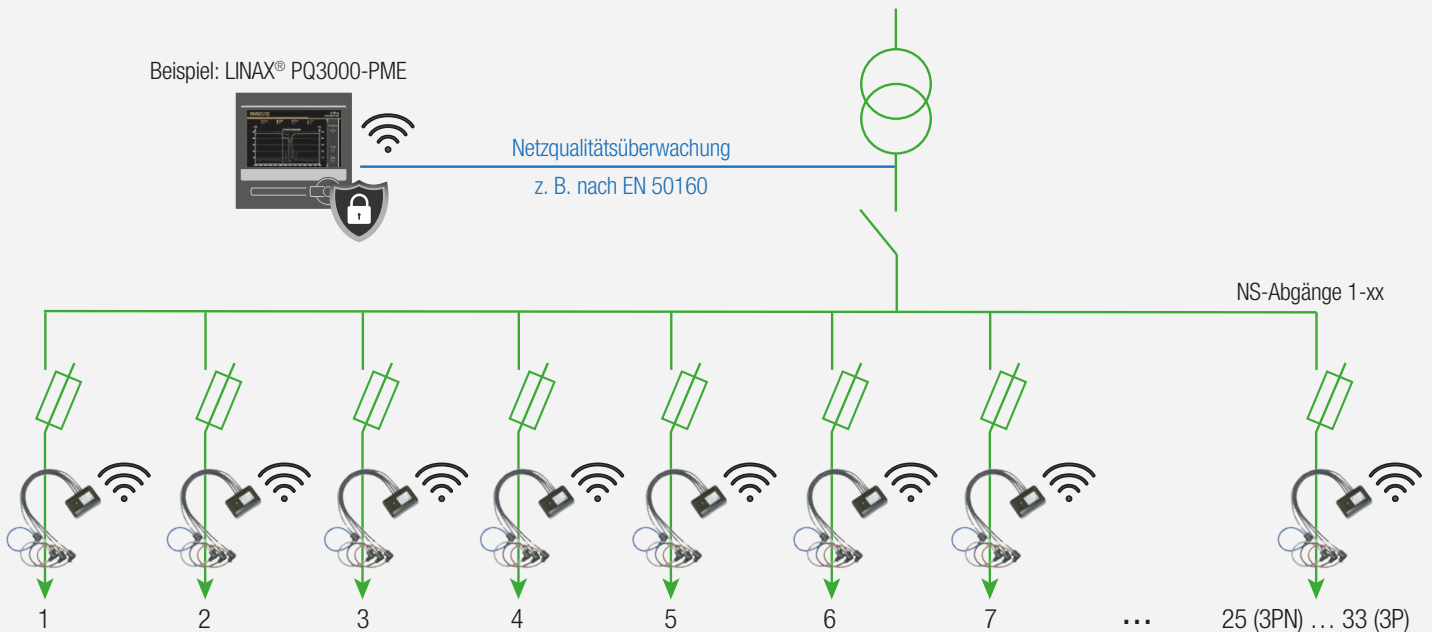 Beispiel: LINAX® PQ3000-PME
Netzqualitätsüberwachung
z. B. nach EN 50160
NS-Abgänge 1-xx
1 2 3 4 5 6 7 ... 25 (3PN) … 33 (3P)